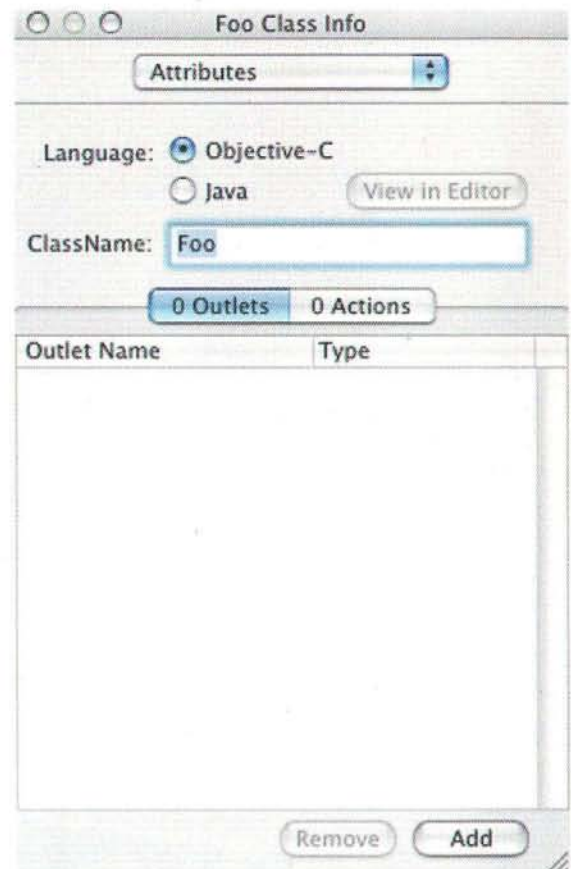 Foo Class Info
Attributes
Language: Objective-C
Java View in Editor
ClassName: Foo
0 Outlets 0 Actions
Outlet Name Type
Remove Add